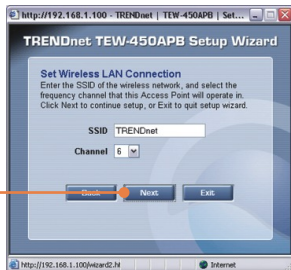 http://192.168.1.100 - TRENDnet | TEW-450APB | Set...
TRENDnet TEW-450APB Setup Wizard
Set Wireless LAN Connection
Enter the SSID of the wireless network, and select the
frequency channel that this Access Point will operate in.
Click Next to continue setup, or Exit to quit setup wizard.
SSID TRENDnet
Channel 6
Back Next Exit
http://192.168.1.100/wizard2.hl Internet